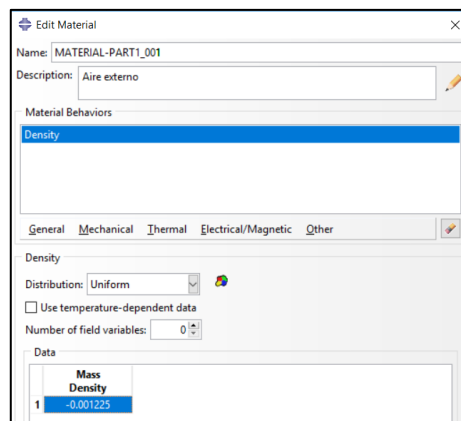 Edit Material
Name: MATERIAL-PART1_001
Description: Aire externo
Material Behaviors
Density
General Mechanical Thermal Electrical/Magnetic Other
Density
Distribution: Uniform
Use temperature-dependent data
Number of field variables: 0
Data
Mass
Density
1 -0.001225